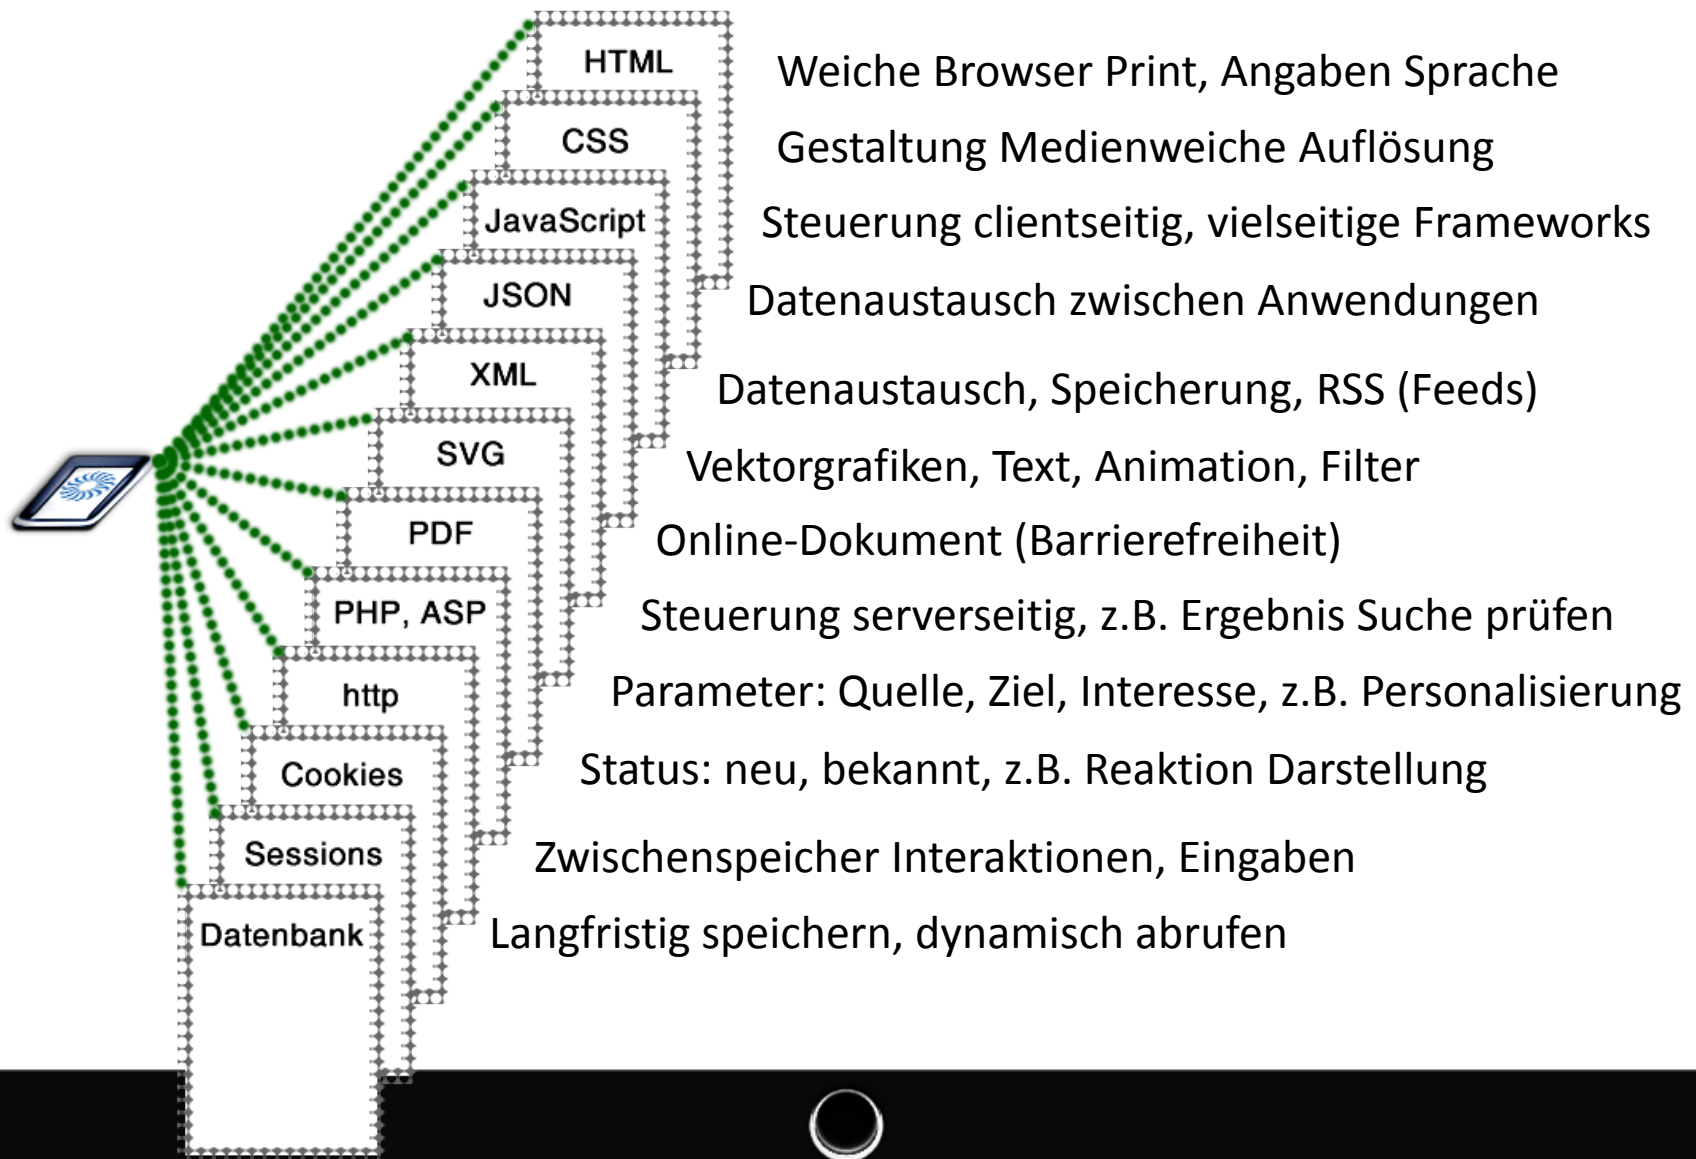 HTML
Weiche Browser Print, Angaben Sprache
CSS
Gestaltung Medienweiche Auflösung
JavaScript
Steuerung clientseitig, vielseitige Frameworks
JSON
Datenaustausch zwischen Anwendungen
XML
Datenaustausch, Speicherung, RSS (Feeds)
SVG
Vektorgrafiken, Text, Animation, Filter
PDF
Online-Dokument (Barrierefreiheit)
PHP, ASP
Steuerung serverseitig, z.B. Ergebnis Suche prüfen
http
Parameter: Quelle, Ziel, Interesse, z.B. Personalisierung
Cookies
Status: neu, bekannt, z.B. Reaktion Darstellung
Sessions
Zwischenspeicher Interaktionen, Eingaben
Datenbank
Langfristig speichern, dynamisch abrufen